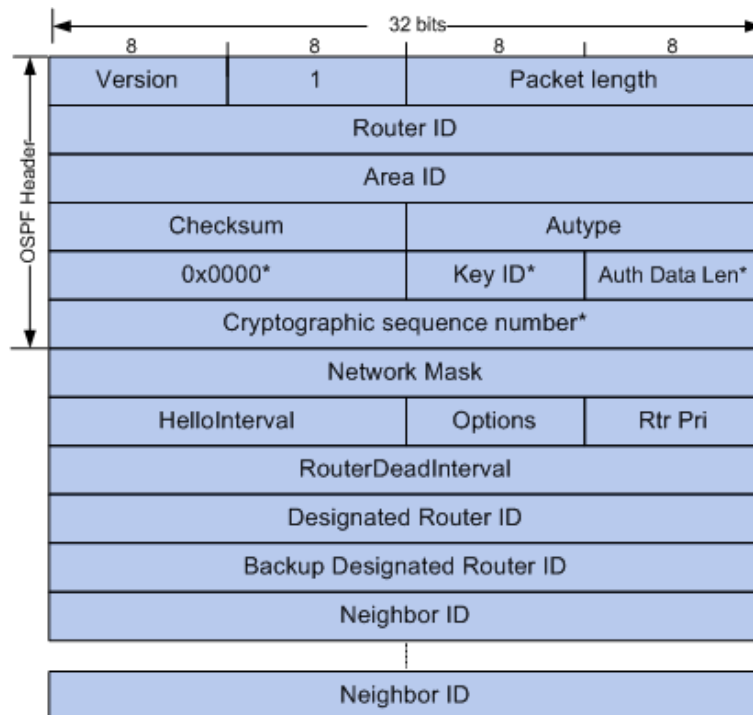 32 bits
8 8 8 8
Version 1 Packet length
Router ID
Area ID
Checksum Autype
0x0000* Key ID* Auth Data Len*
Cryptographic sequence number*
OSPF Header
Network Mask
HelloInterval Options Rtr Pri
RouterDeadInterval
Designated Router ID
Backup Designated Router ID
Neighbor ID
Neighbor ID